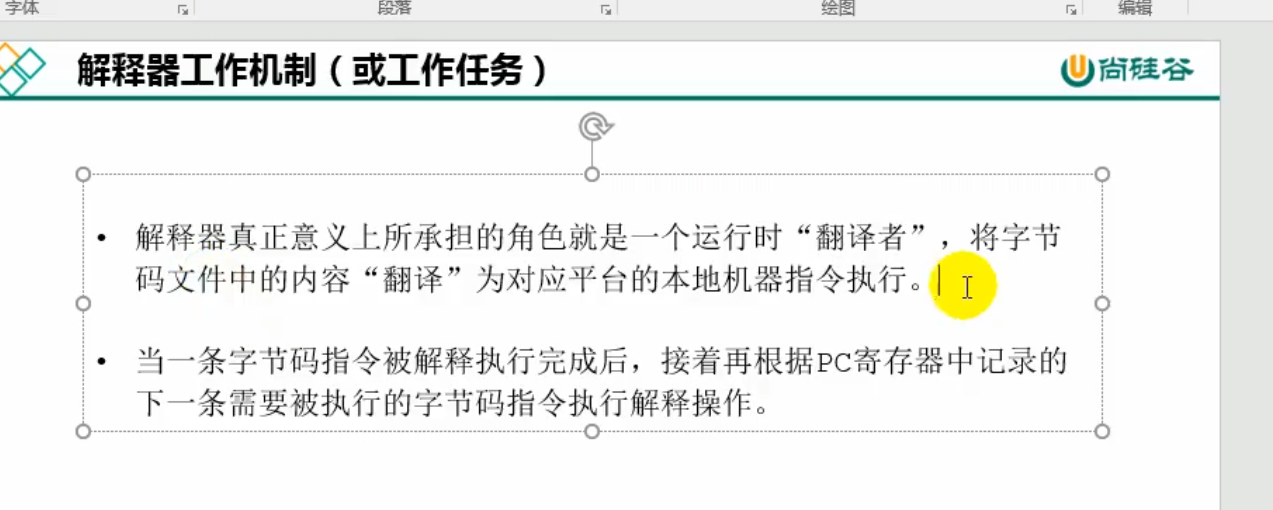 字体 段落 绘图 编辑
解释器工作机制（或工作任务）
尚硅谷
• 解释器真正意义上所承担的角色就是一个运行时“翻译者”，将字节
码文件中的内容“翻译”为对应平台的本地机器指令执行。
• 当一条字节码指令被解释执行完成后，接着再根据PC寄存器中记录的
下一条需要被执行的字节码指令执行解释操作。